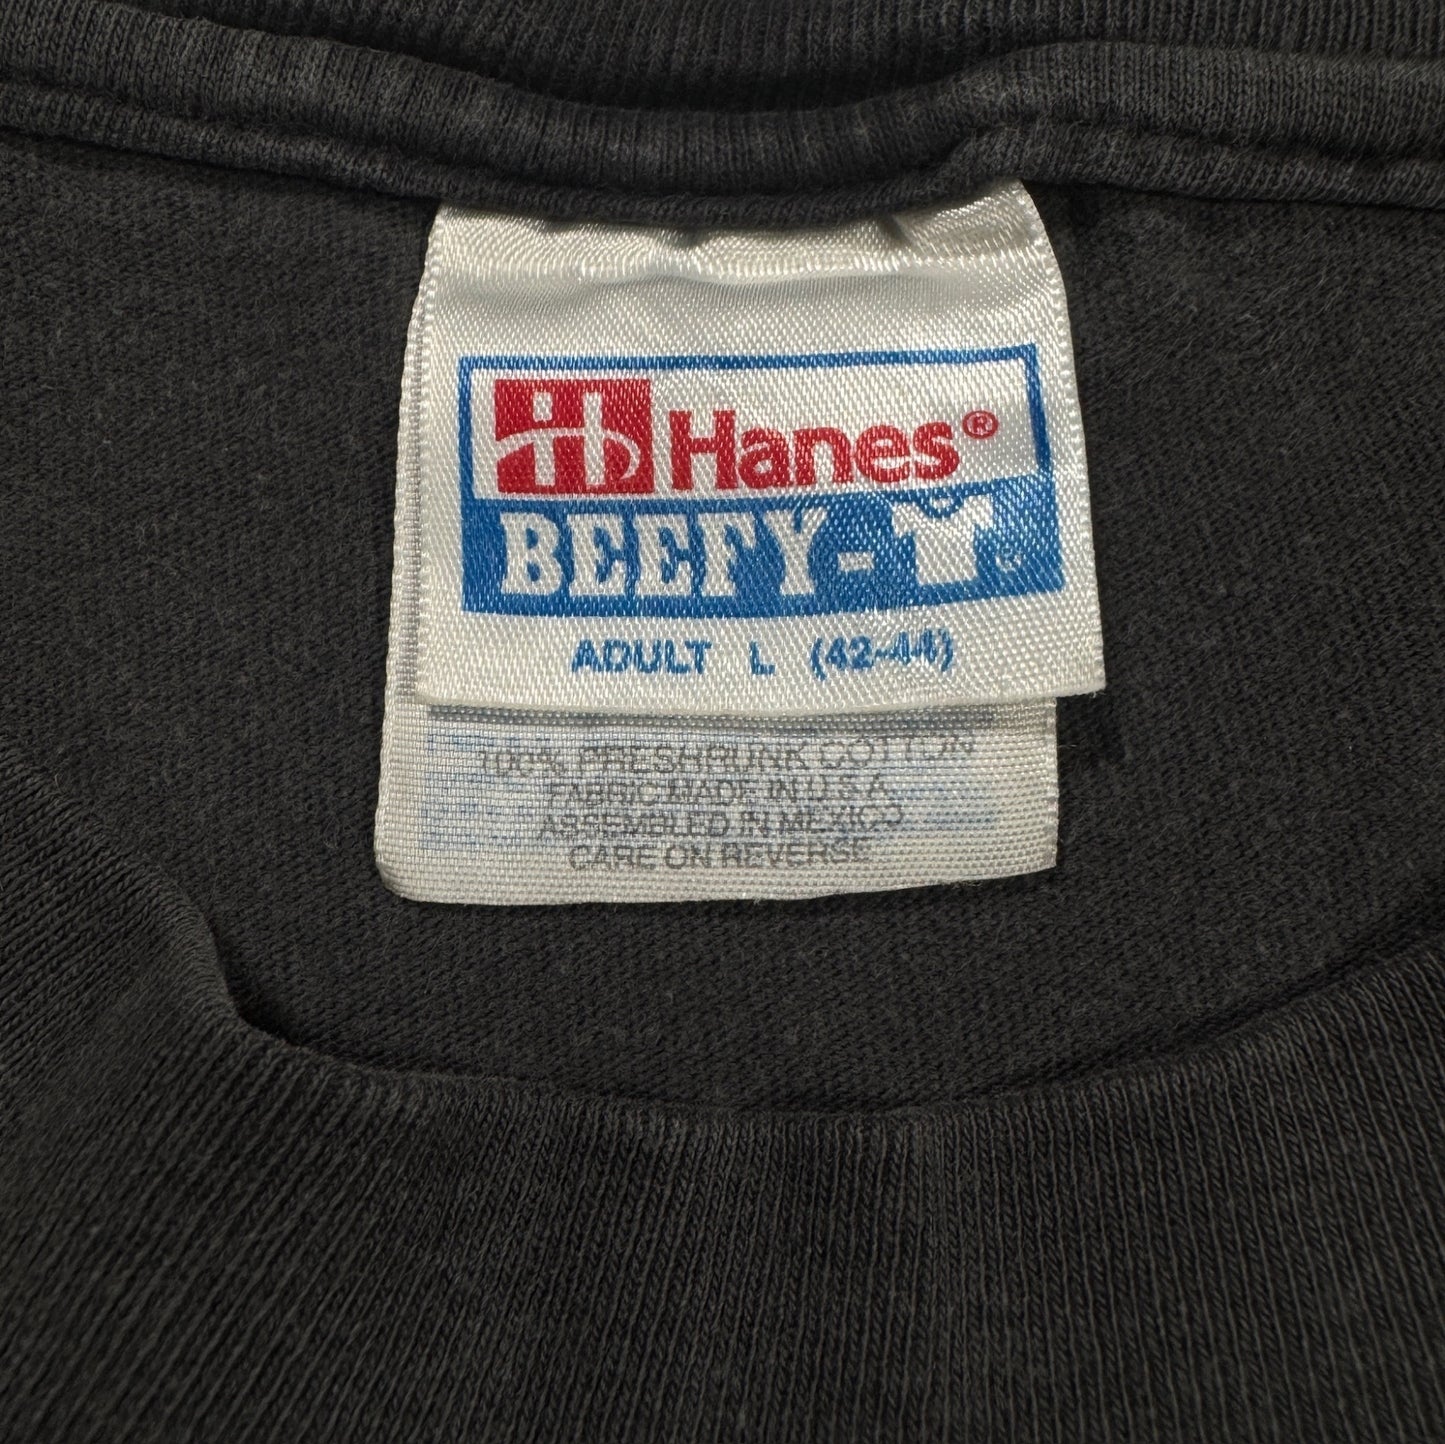 Hanes®
BEEFY-T®
ADULT L (42-44)
100% PRESHRUNK COTTON
FABRIC MADE IN U.S.A.
ASSEMBLED IN MEXICO
CARE ON REVERSE